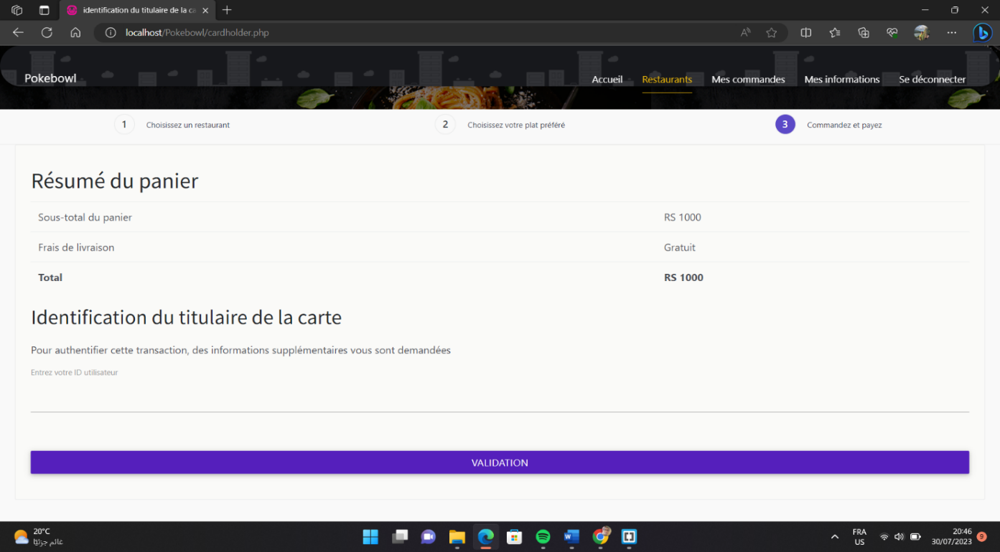 identification du titulaire de la ca
localhost/Pokebowl/cardholder.php
Pokebowl
Accueil
Restaurants
Mes commandes
Mes informations
Se déconnecter
1 Choisissez un restaurant
2 Choisissez votre plat préféré
3 Commandez et payez
Résumé du panier
Sous-total du panier RS 1000
Frais de livraison Gratuit
Total RS 1000
Identification du titulaire de la carte
Pour authentifier cette transaction, des informations supplémentaires vous sont demandées
Entrez votre ID utilisateur
VALIDATION
20°C
غائم جزئيًا
FRA
US
20:46
30/07/2023
9